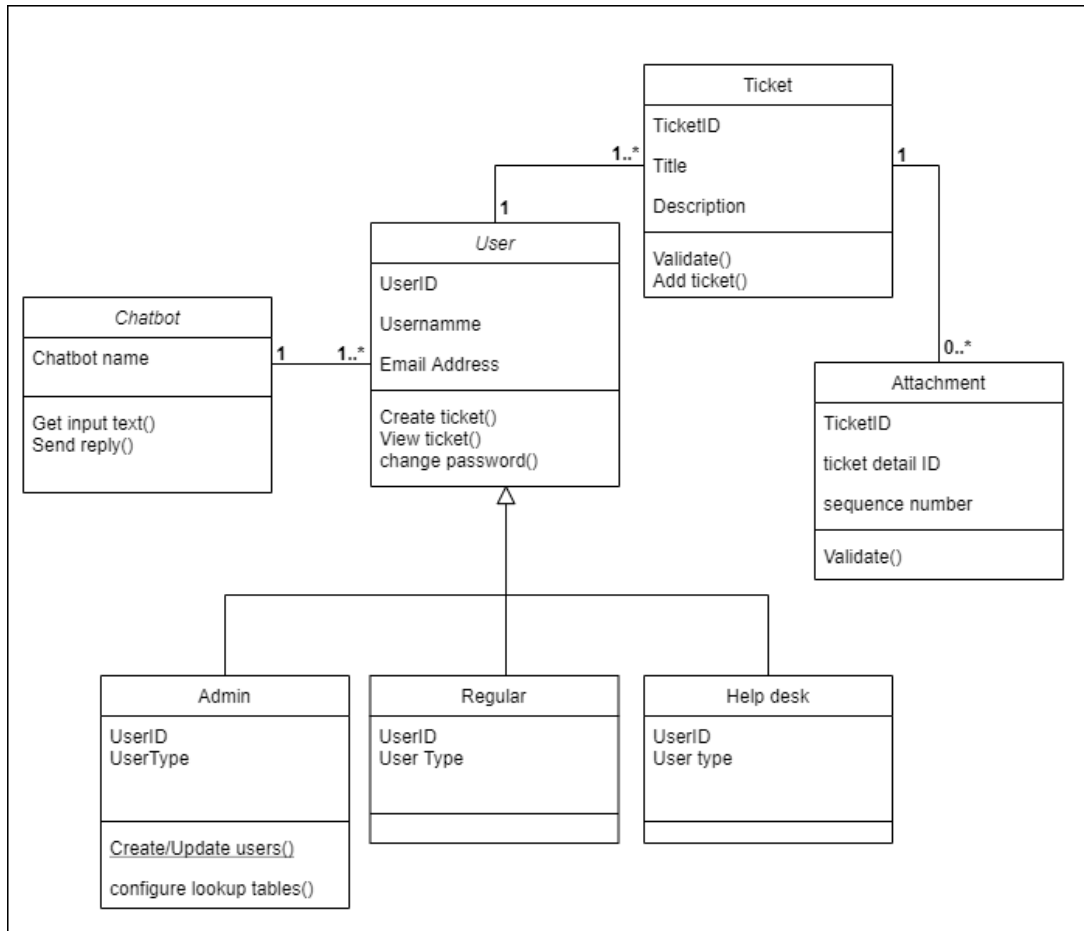 Ticket
TicketID
Title
Description
Validate()
Add ticket()
1..*
1
1
0..*
User
UserID
Usernamme
Email Address
Create ticket()
View ticket()
change password()
Chatbot
Chatbot name
Get input text()
Send reply()
1
1..*
Attachment
TicketID
ticket detail ID
sequence number
Validate()
Admin
UserID
UserType
Create/Update users()
configure lookup tables()
Regular
UserID
User Type
Help desk
UserID
User type